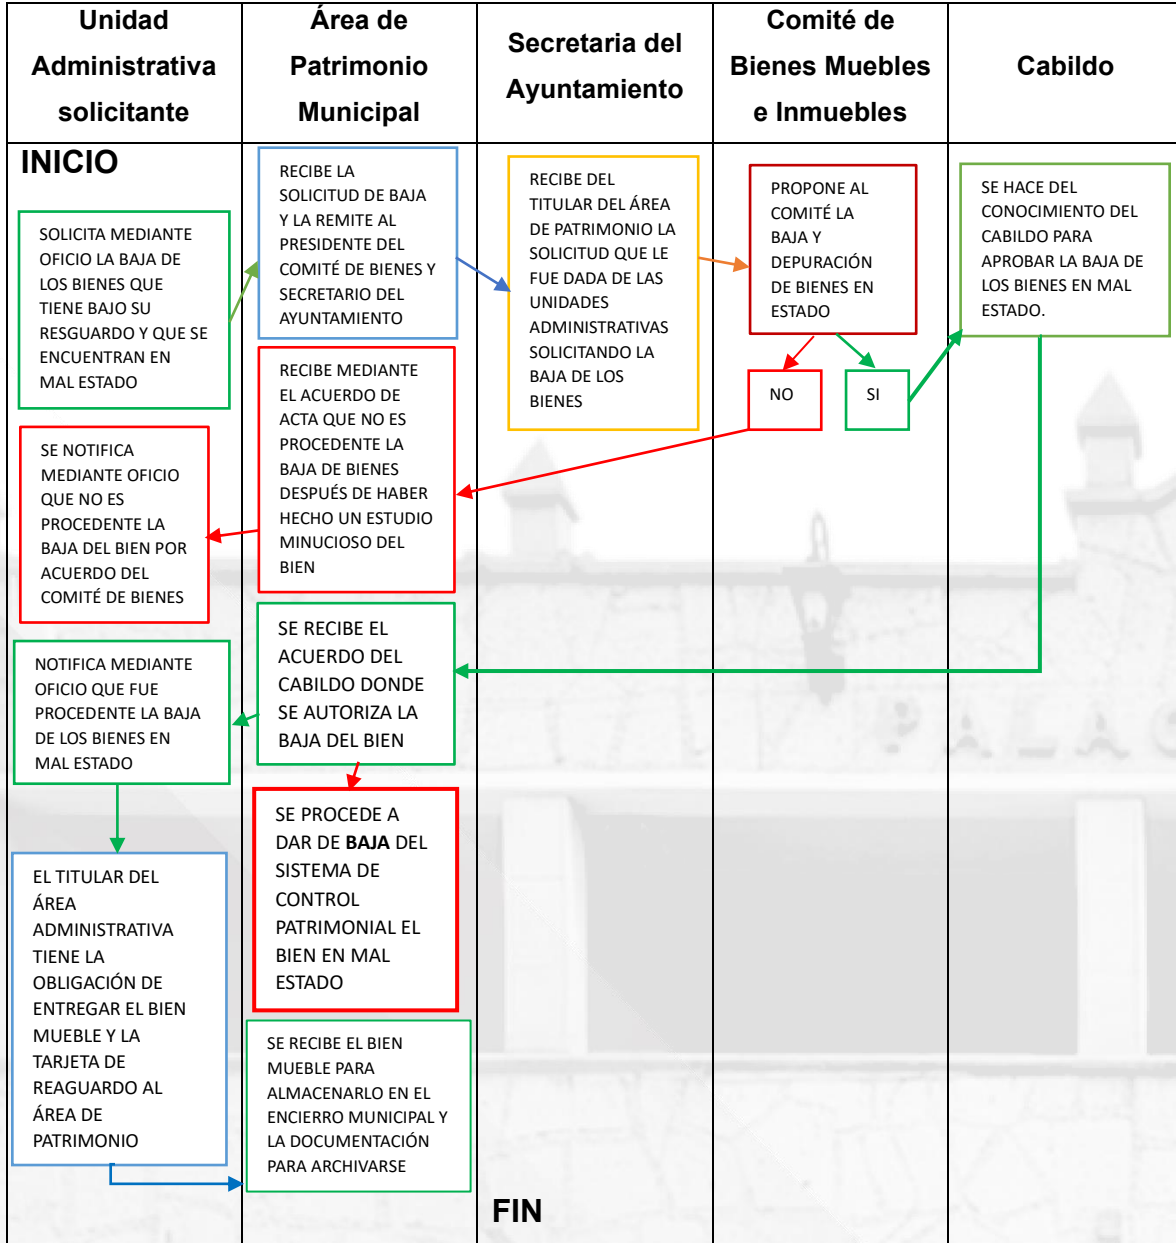 Unidad
Administrativa
solicitante
Área de
Patrimonio
Municipal
Secretaria del
Ayuntamiento
Comité de
Bienes Muebles
e Inmuebles
Cabildo
INICIO
SOLICITA MEDIANTE
OFICIO LA BAJA DE
LOS BIENES QUE
TIENE BAJO SU
RESGUARDO Y QUE SE
ENCUENTRAN EN
MAL ESTADO
RECIBE LA
SOLICITUD DE BAJA
Y LA REMITE AL
PRESIDENTE DEL
COMITÉ DE BIENES Y
SECRETARIO DEL
AYUNTAMIENTO
RECIBE DEL
TITULAR DEL ÁREA
DE PATRIMONIO LA
SOLICITUD QUE LE
FUE DADA DE LAS
UNIDADES
ADMINISTRATIVAS
SOLICITANDO LA
BAJA DE LOS
BIENES
PROPONE AL
COMITÉ LA
BAJA Y
DEPURACIÓN
DE BIENES EN
ESTADO
SE HACE DEL
CONOCIMIENTO DEL
CABILDO PARA
APROBAR LA BAJA DE
LOS BIENES EN MAL
ESTADO.
NO
SI
RECIBE MEDIANTE
EL ACUERDO DE
ACTA QUE NO ES
PROCEDENTE LA
BAJA DE BIENES
DESPUÉS DE HABER
HECHO UN ESTUDIO
MINUCIOSO DEL
BIEN
SE NOTIFICA
MEDIANTE OFICIO
QUE NO ES
PROCEDENTE LA
BAJA DEL BIEN POR
ACUERDO DEL
COMITÉ DE BIENES
SE RECIBE EL
ACUERDO DEL
CABILDO DONDE
SE AUTORIZA LA
BAJA DEL BIEN
NOTIFICA MEDIANTE
OFICIO QUE FUE
PROCEDENTE LA BAJA
DE LOS BIENES EN
MAL ESTADO
SE PROCEDE A
DAR DE BAJA DEL
SISTEMA DE
CONTROL
PATRIMONIAL EL
BIEN EN MAL
ESTADO
EL TITULAR DEL
ÁREA
ADMINISTRATIVA
TIENE LA
OBLIGACIÓN DE
ENTREGAR EL BIEN
MUEBLE Y LA
TARJETA DE
REAGUARDO AL
ÁREA DE
PATRIMONIO
SE RECIBE EL BIEN
MUEBLE PARA
ALMACENARLO EN EL
ENCIERRO MUNICIPAL Y
LA DOCUMENTACIÓN
PARA ARCHIVARSE
FIN
PALAC